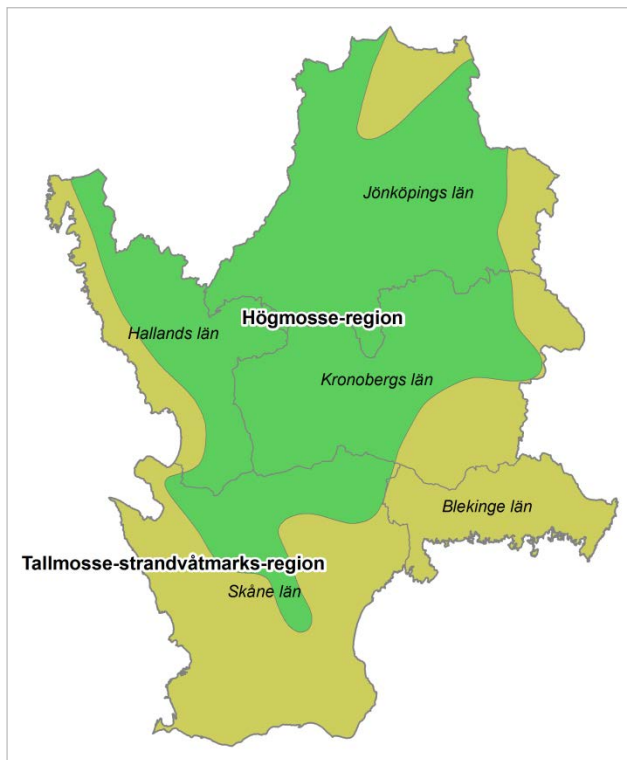 Jönköpings län
Högmosse-region
Hallands län
Kronobergs län
Blekinge län
Tallmosse-strandvåtmarks-region
Skåne län